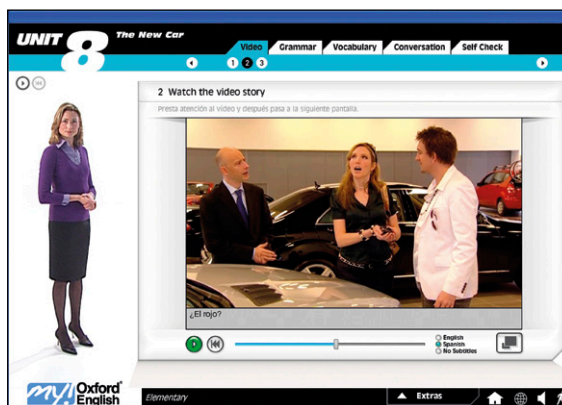 UNIT 8 The New Car
Video Grammar Vocabulary Conversation Self Check
1 2 3
2 Watch the video story
Presta atención al vídeo y después pasa a la siguiente pantalla.
¿El rojo?
English
Spanish
No Subtitles
my! Oxford English
Elementary
Extras